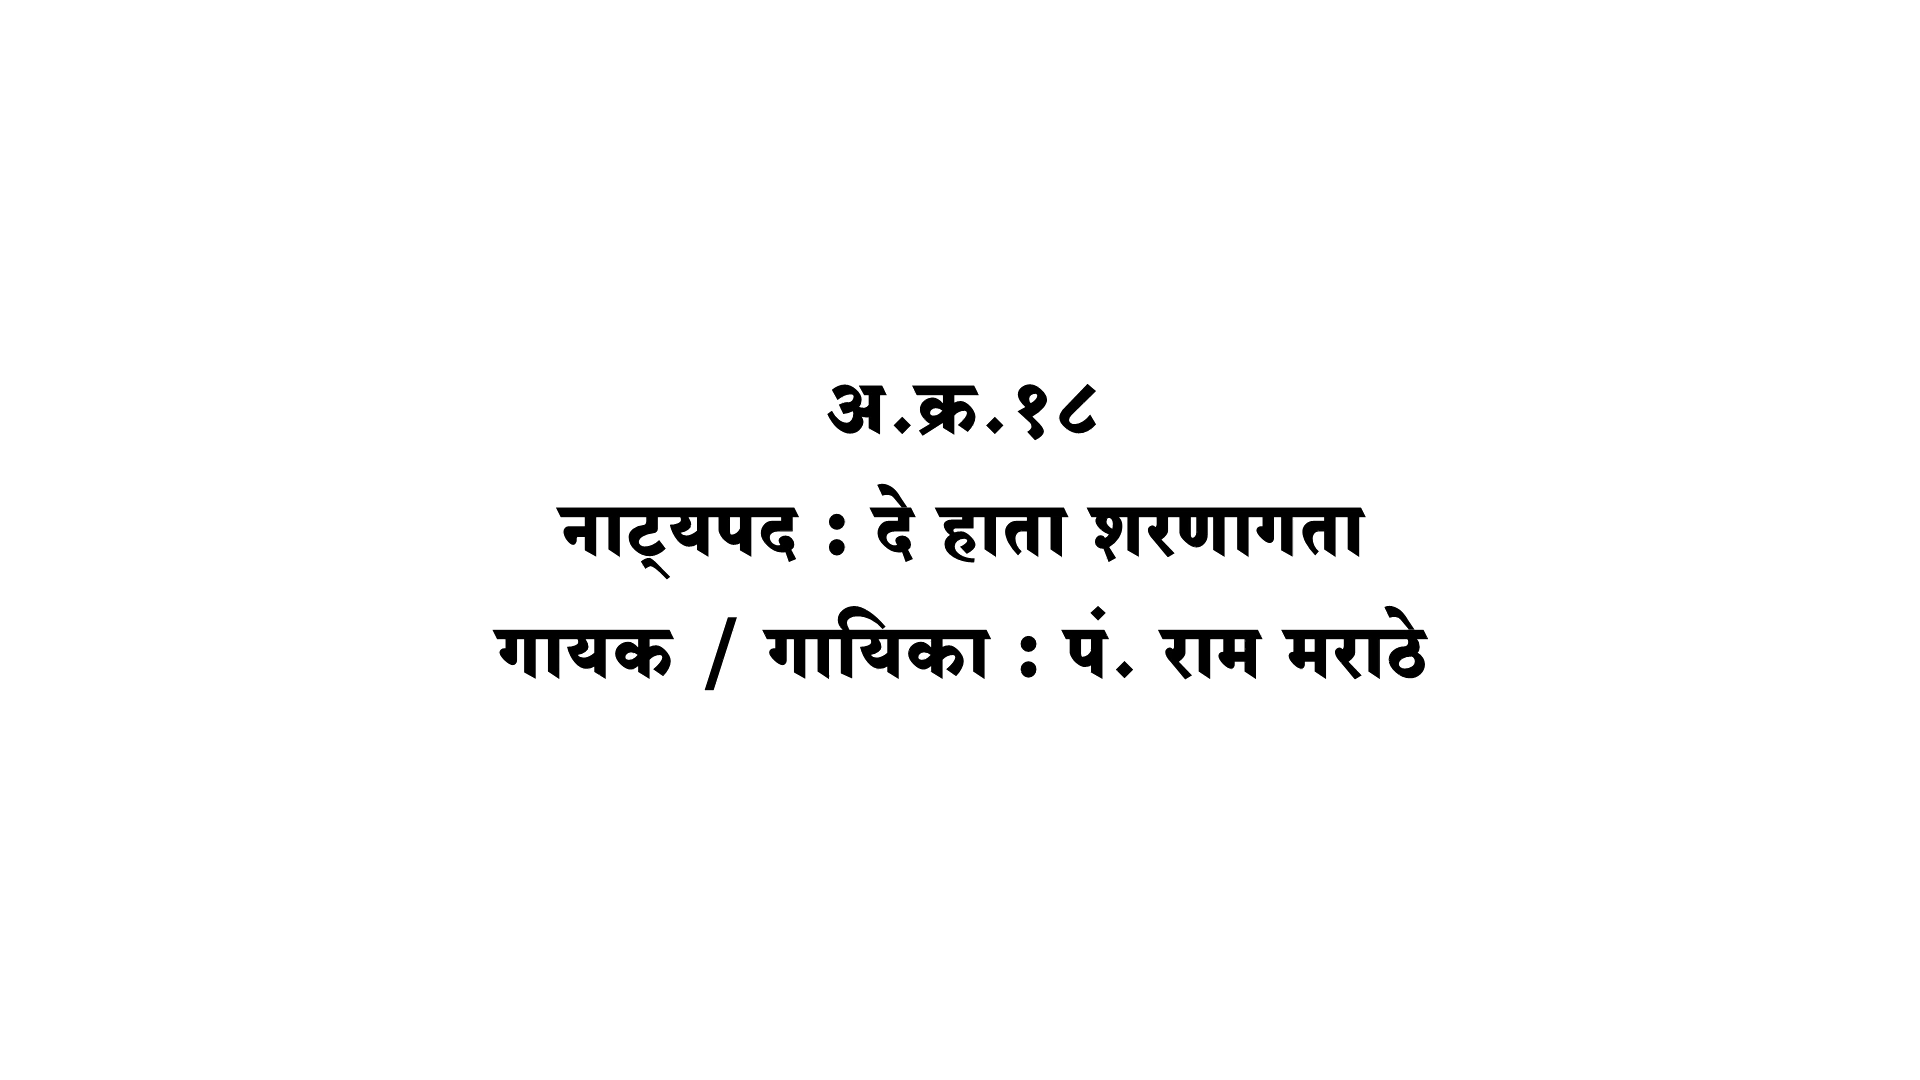 अ.क्र.१८
नाट्यपद : दे हाता शरणागता
गायक / गायिका : पं. राम मराठे